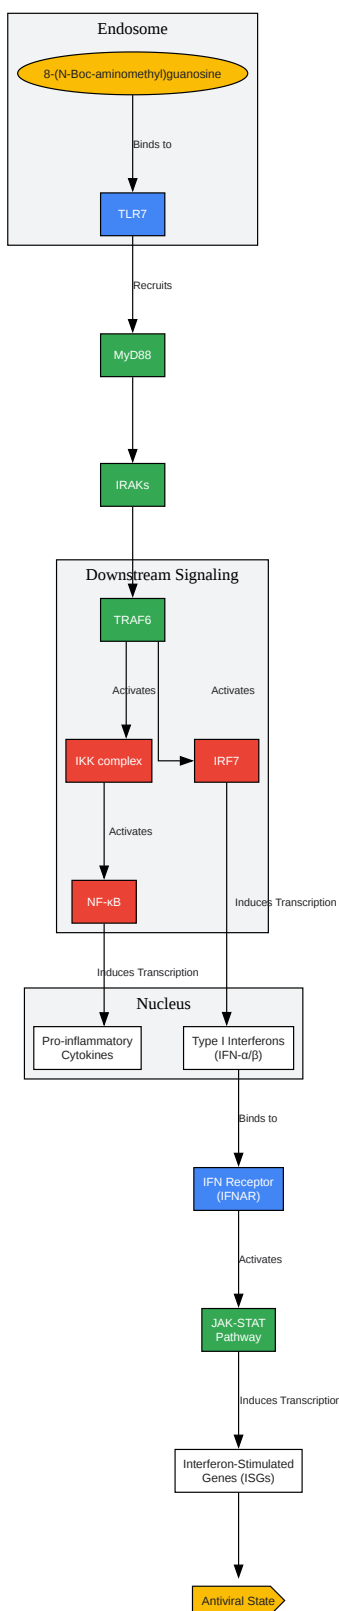 Endosome
8-(N-Boc-aminomethyl)guanosine
Binds to
TLR7
Recruits
MyD88
IRAKs
Downstream Signaling
TRAF6
Activates
Activates
IKK complex
IRF7
Activates
NF-κB
Induces Transcription
Induces Transcription
Nucleus
Pro-inflammatory
Cytokines
Type I Interferons
(IFN-α/β)
Binds to
IFN Receptor
(IFNAR)
Activates
JAK-STAT
Pathway
Induces Transcription
Interferon-Stimulated
Genes (ISGs)
Antiviral State